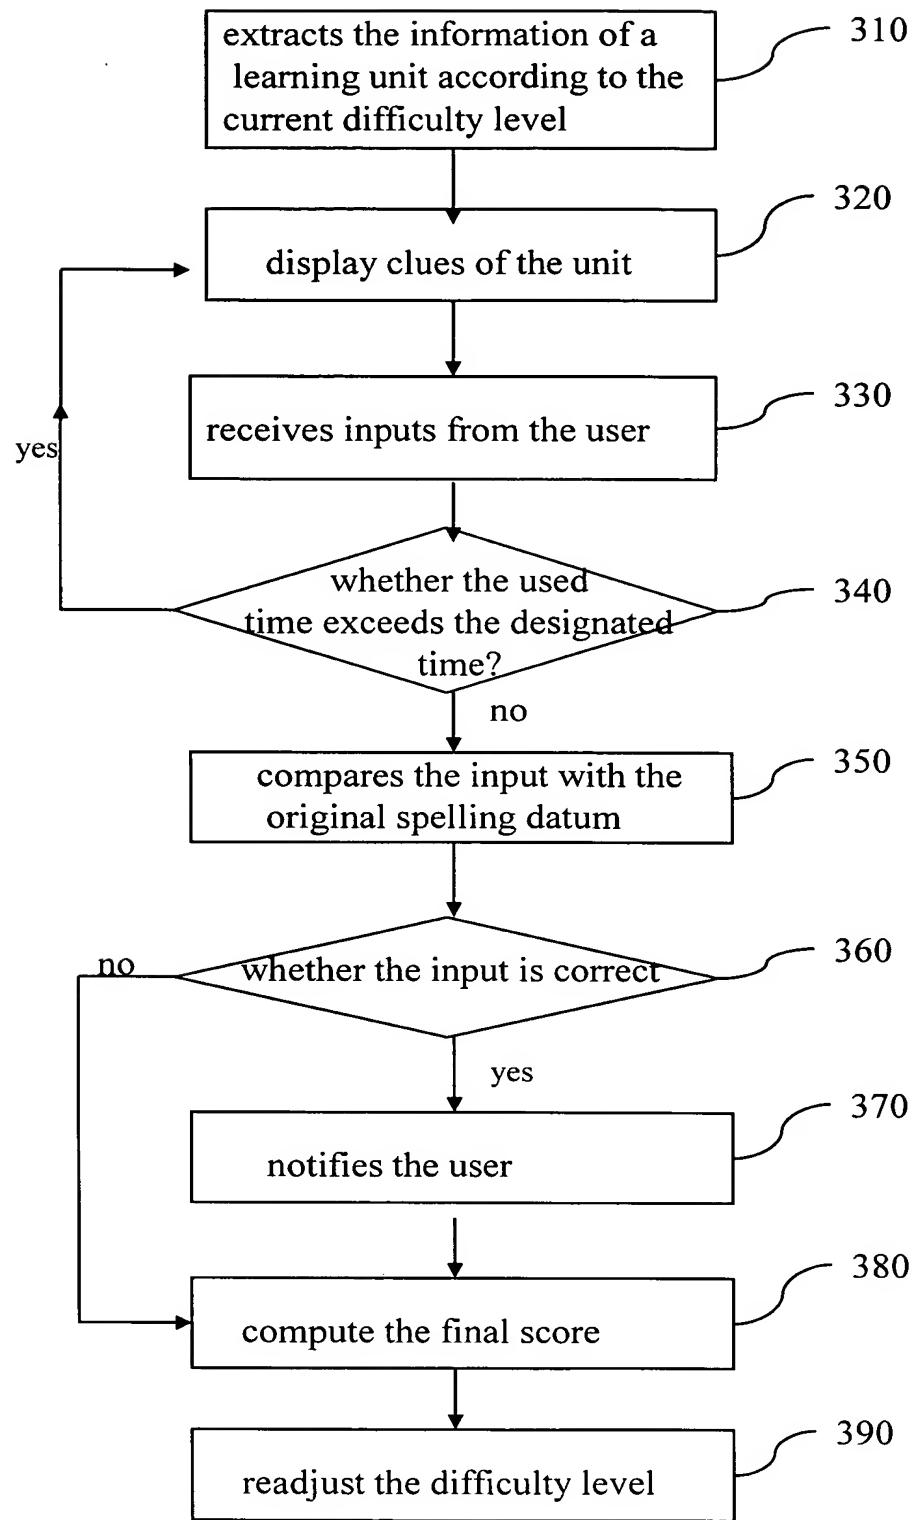 extracts the information of a
learning unit according to the
current difficulty level
310
display clues of the unit
320
receives inputs from the user
330
yes
whether the used
time exceeds the designated
time?
340
no
compares the input with the
original spelling datum
350
no
whether the input is correct
360
yes
notifies the user
370
compute the final score
380
readjust the difficulty level
390